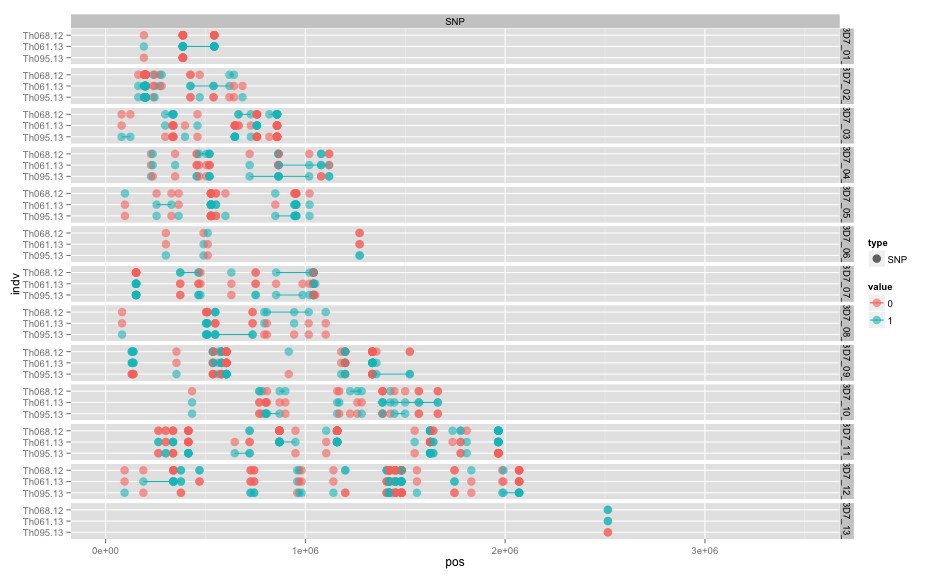 SNP
Th068.12
Th061.13
Th095.13
3D7_01
Th068.12
Th061.13
Th095.13
3D7_02
Th068.12
Th061.13
Th095.13
3D7_03
Th068.12
Th061.13
Th095.13
3D7_04
Th068.12
Th061.13
Th095.13
3D7_05
Th068.12
Th061.13
Th095.13
3D7_06
Th068.12
Th061.13
Th095.13
3D7_07
Th068.12
Th061.13
Th095.13
3D7_08
Th068.12
Th061.13
Th095.13
3D7_09
Th068.12
Th061.13
Th095.13
3D7_10
Th068.12
Th061.13
Th095.13
3D7_11
Th068.12
Th061.13
Th095.13
3D7_12
Th068.12
Th061.13
Th095.13
3D7_13
indv
0e+00 1e+06 2e+06 3e+06
pos
type
SNP
value
0
1